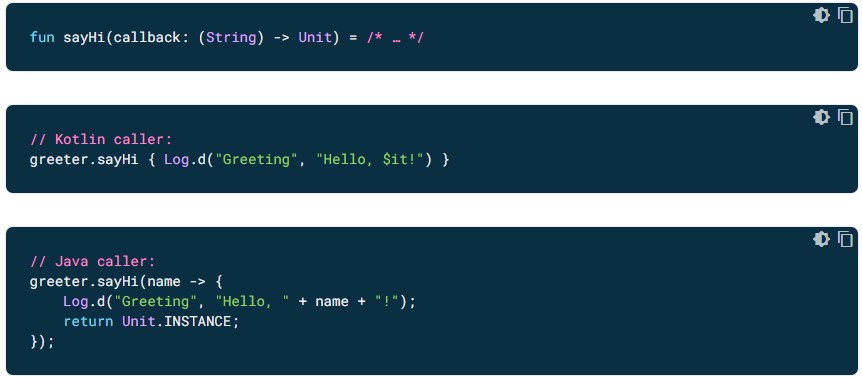 fun sayHi(callback: (String) -> Unit) = /* … */
// Kotlin caller:
greeter.sayHi { Log.d("Greeting", "Hello, $it!") }
// Java caller:
greeter.sayHi(name -> {
    Log.d("Greeting", "Hello, " + name + "!");
    return Unit.INSTANCE;
});